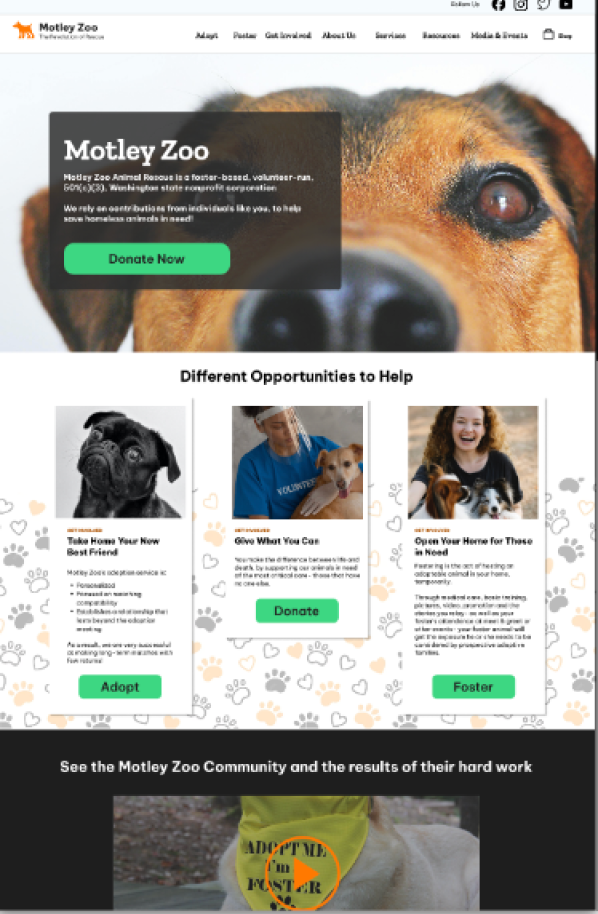 Follow Us
Motley Zoo
The Revolution of Rescue
Adopt Foster Get Involved About Us Services Resources Media & Events Buy
Motley Zoo
Motley Zoo Animal Rescue is a foster-based, volunteer-run,
501(c)(3), Washington state nonprofit corporation
We rely on contributions from individuals like you, to help
save homeless animals in need!
Donate Now
Different Opportunities to Help
VOLUNTEER
GET INVOLVED
Take Home Your New
Best Friend
Motley Zoo's adoption service is:
Personalized
Focused on matching
compatibility
Establishes a relationship that
lasts beyond the adoption
meeting
As a result, we are very successful
at making long-term matches with
few returns!
Adopt
GET INVOLVED
Give What You Can
You make the difference between life and
death, by supporting our animals in need
of the most critical care - those that have
no one else.
Donate
GET INVOLVED
Open Your Home for Those
in Need
Fostering is the act of hosting an
adoptable animal in your home,
temporarily.
Through medical care, basic training,
pictures, video promotion and the
stories you relay - as well as your
foster's attendance at meet & greet or
other events - your foster animal will
get the exposure he or she needs to be
considered by prospective adoptive
families.
Foster
See the Motley Zoo Community and the results of their hard work
ADOPT ME
I'm
FOSTER